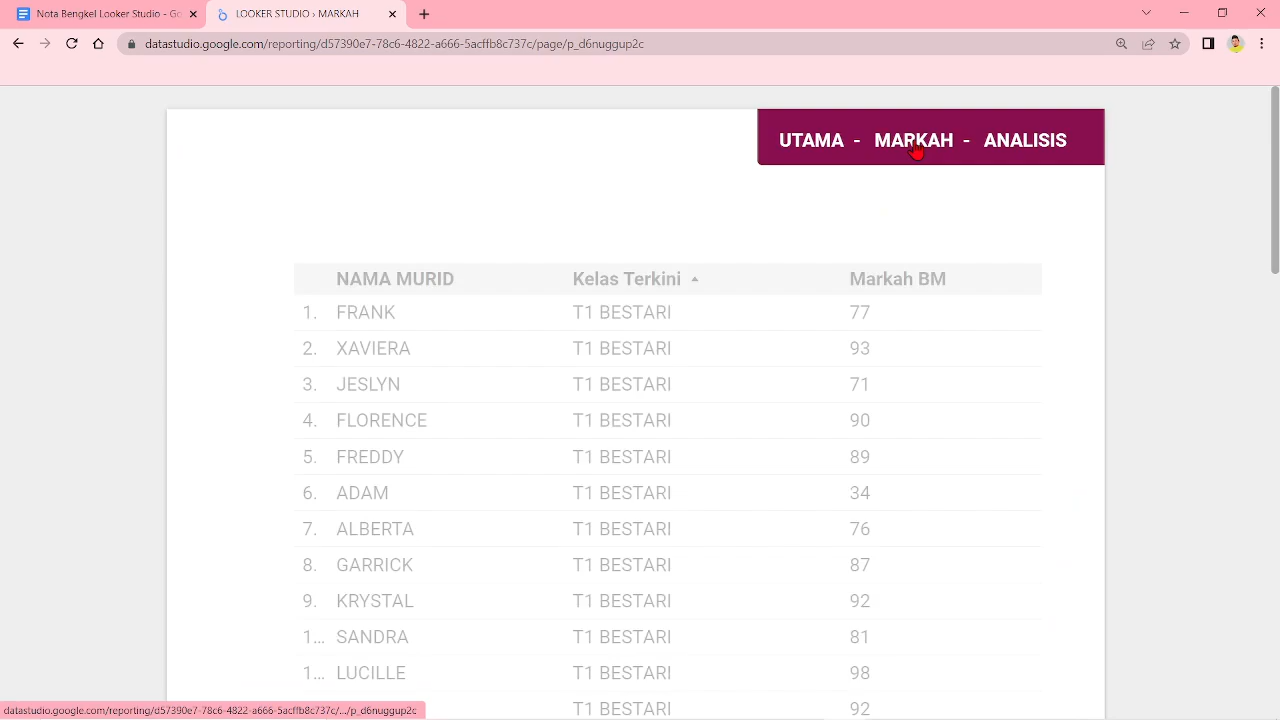 Nota Bengkel Looker Studio - Go
LOOKER STUDIO › MARKAH
datastudio.google.com/reporting/d57390e7-78c6-4822-a666-5acffb8c737c/page/p_d6nuggup2c
UTAMA - MARKAH - ANALISIS
NAMA MURID Kelas Terkini Markah BM
1. FRANK T1 BESTARI 77
2. XAVIERA T1 BESTARI 93
3. JESLYN T1 BESTARI 71
4. FLORENCE T1 BESTARI 90
5. FREDDY T1 BESTARI 89
6. ADAM T1 BESTARI 34
7. ALBERTA T1 BESTARI 76
8. GARRICK T1 BESTARI 87
9. KRYSTAL T1 BESTARI 92
1... SANDRA T1 BESTARI 81
1... LUCILLE T1 BESTARI 98
T1 BESTARI 92
datastudio.google.com/reporting/d57390e7-78c6-4822-a666-5acffb8c737c/.../p_d6nuggup2c